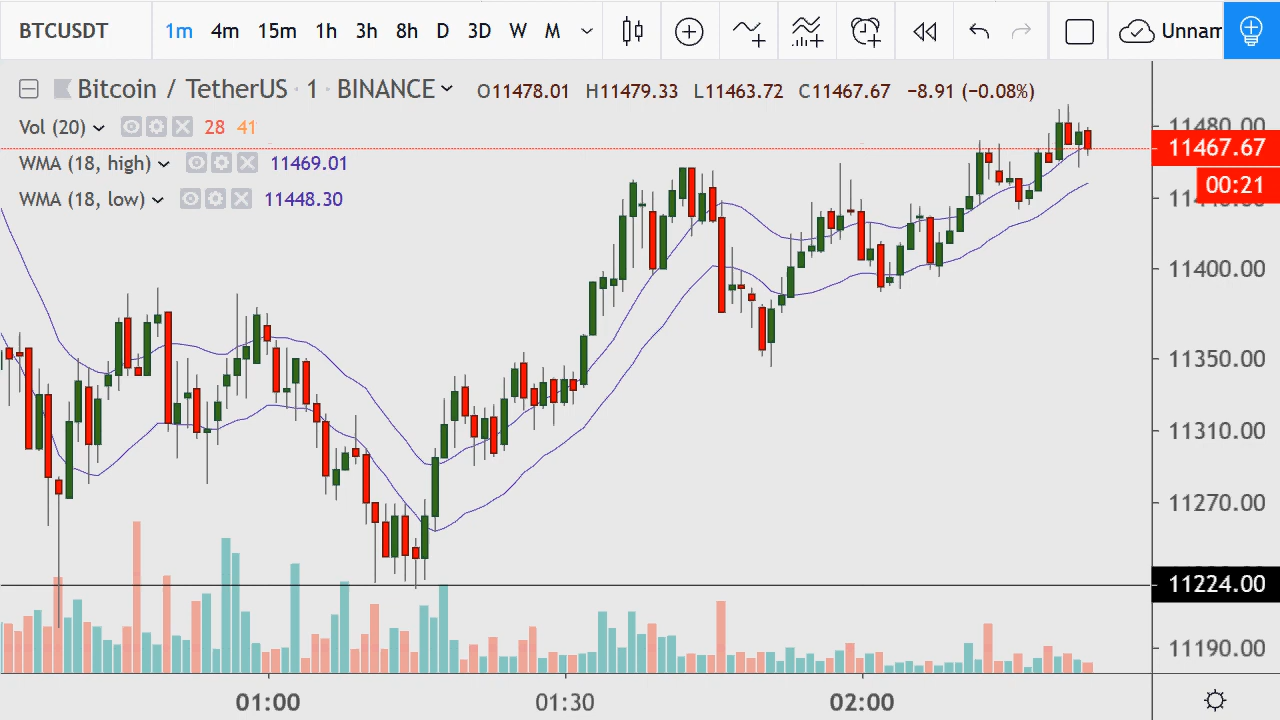 BTCUSDT 1m 4m 15m 1h 3h 8h D 3D W M Unnam
Bitcoin / TetherUS · 1 · BINANCE O11478.01 H11479.33 L11463.72 C11467.67 −8.91 (−0.08%)
Vol (20) 28 41
WMA (18, high) 11469.01
WMA (18, low) 11448.30
11480.00
11467.67
00:21
11400.00
11350.00
11310.00
11270.00
11224.00
11190.00
01:00 01:30 02:00